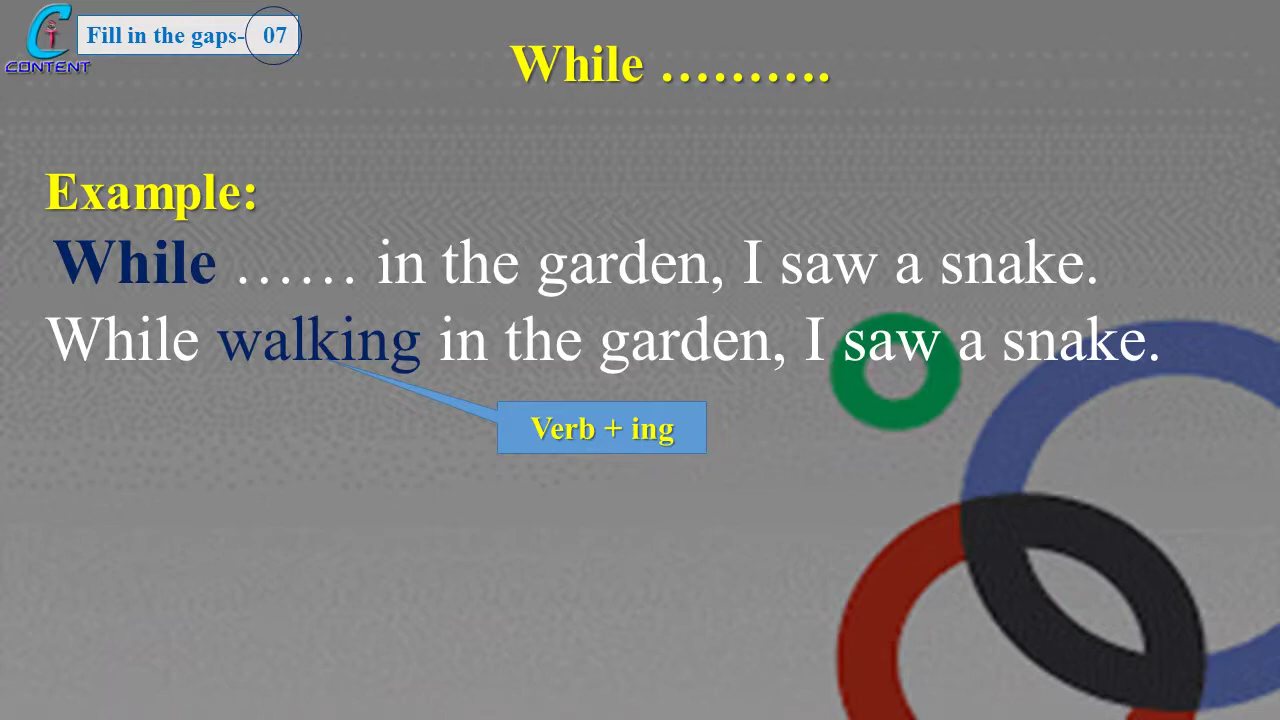 C
CONTENT
Fill in the gaps- 07
While ……….
Example:
While …… in the garden, I saw a snake.
While walking in the garden, I saw a snake.
Verb + ing